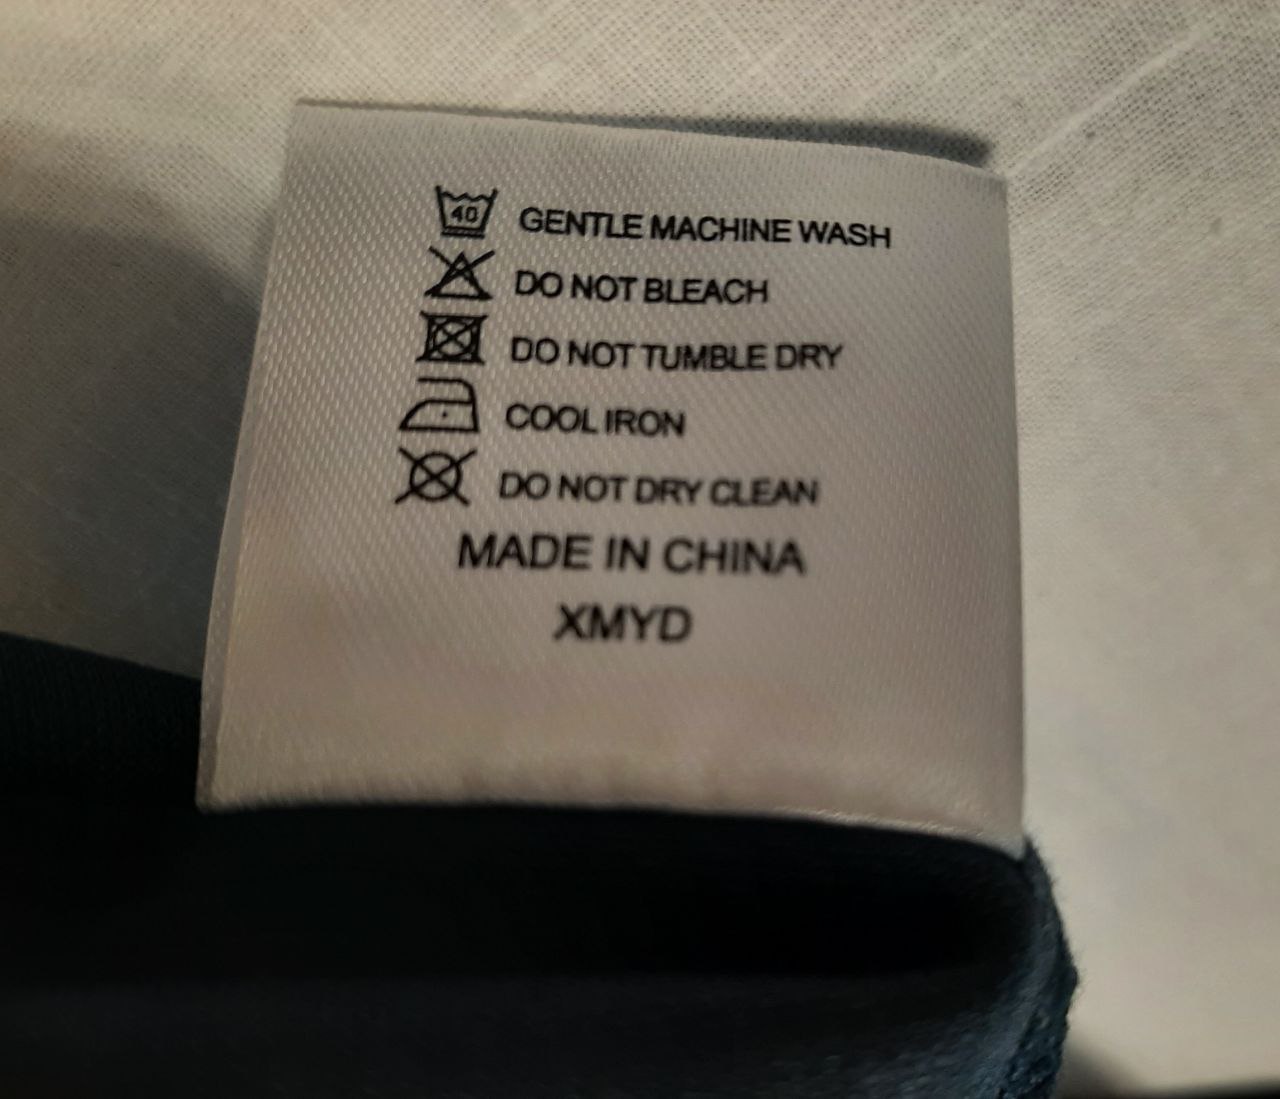 40 GENTLE MACHINE WASH
DO NOT BLEACH
DO NOT TUMBLE DRY
COOL IRON
DO NOT DRY CLEAN
MADE IN CHINA
XMYD